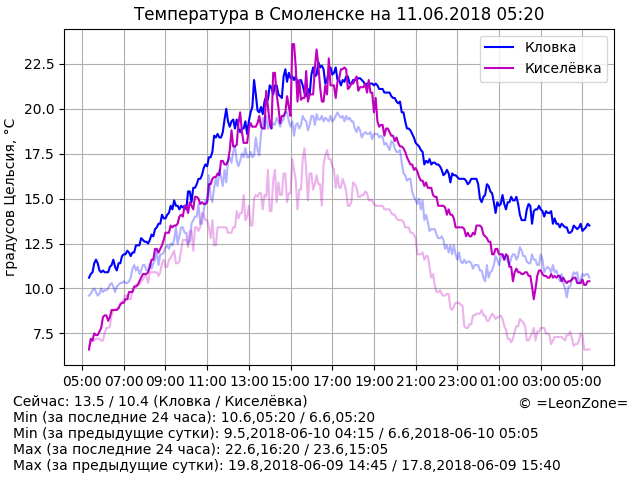 Температура в Смоленске на 11.06.2018 05:20
Кловка
Киселёвка
градусов Цельсия, °C
22.5
20.0
17.5
15.0
12.5
10.0
7.5
05:00 07:00 09:00 11:00 13:00 15:00 17:00 19:00 21:00 23:00 01:00 03:00 05:00
Сейчас: 13.5 / 10.4 (Кловка / Киселёвка)
© =LeonZone=
Min (за последние 24 часа): 10.6,05:20 / 6.6,05:20
Min (за предыдущие сутки): 9.5,2018-06-10 04:15 / 6.6,2018-06-10 05:05
Max (за последние 24 часа): 22.6,16:20 / 23.6,15:05
Max (за предыдущие сутки): 19.8,2018-06-09 14:45 / 17.8,2018-06-09 15:40